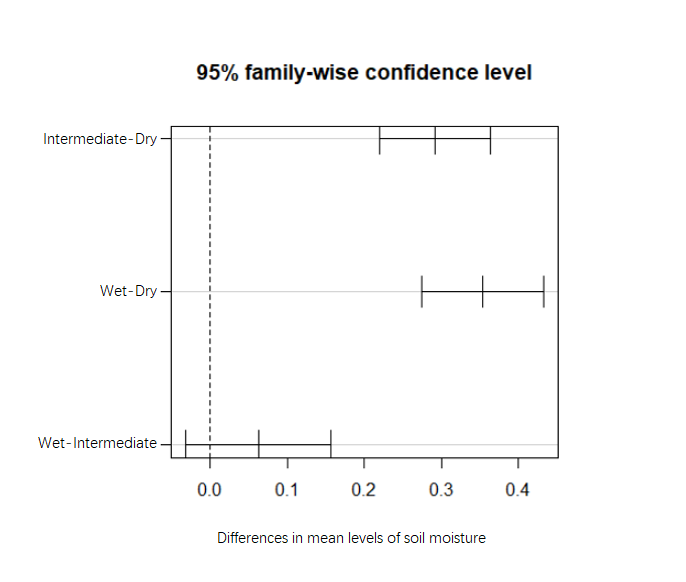 95% family-wise confidence level
Intermediate-Dry
Wet-Dry
Wet-Intermediate
0.0 0.1 0.2 0.3 0.4
Differences in mean levels of soil moisture